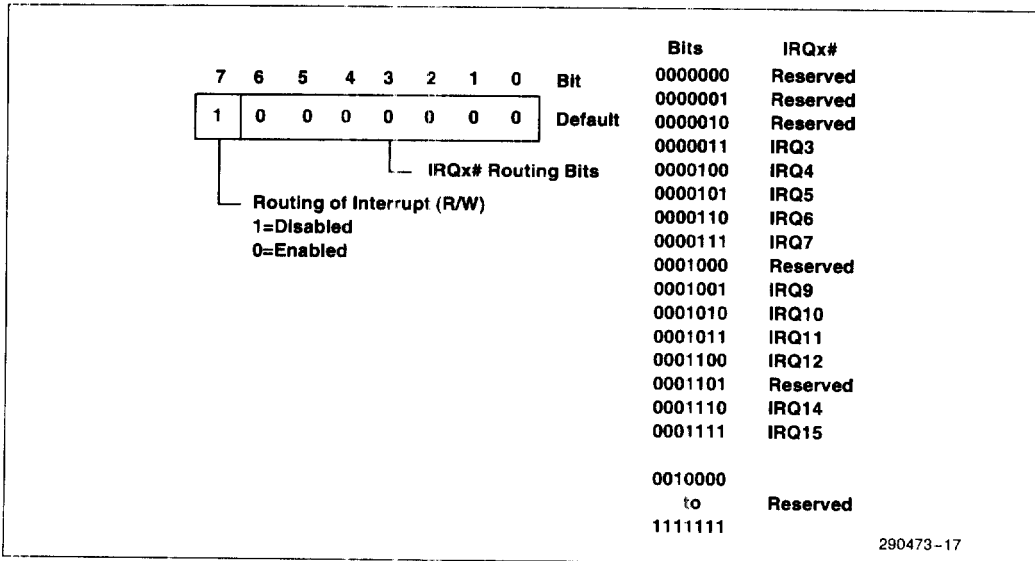 7 6 5 4 3 2 1 0 Bit
1 0 0 0 0 0 0 0 Default
IRQx# Routing Bits
Routing of Interrupt (R/W)
1=Disabled
0=Enabled
Bits IRQx#
0000000 Reserved
0000001 Reserved
0000010 Reserved
0000011 IRQ3
0000100 IRQ4
0000101 IRQ5
0000110 IRQ6
0000111 IRQ7
0001000 Reserved
0001001 IRQ9
0001010 IRQ10
0001011 IRQ11
0001100 IRQ12
0001101 Reserved
0001110 IRQ14
0001111 IRQ15
0010000
to Reserved
1111111
290473-17